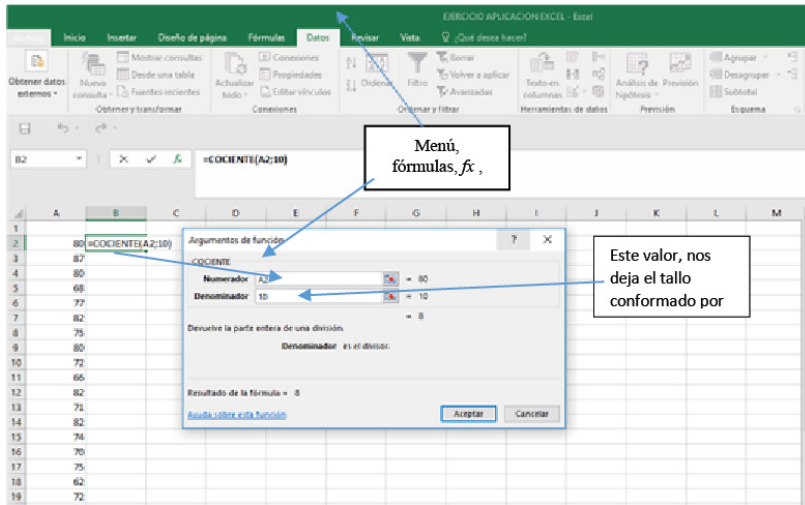 EJERCICIO APLICACION EXCEL - Excel
Archivo Inicio Insertar Diseño de página Fórmulas Datos Revisar Vista ¿Qué desea hacer?
Obtener datos externos
Nueva consulta
Mostrar consultas
Desde una tabla
Fuentes recientes
Obtener y transformar
Actualizar todo
Conexiones
Propiedades
Editar vínculos
Conexiones
Ordenar
Filtro
Borrar
Volver a aplicar
Avanzadas
Ordenar y filtrar
Texto en columnas
Herramientas de datos
Análisis de hipótesis
Previsión
Previsión
Agrupar
Desagrupar
Subtotal
Esquema
B2 fx =COCIENTE(A2;10)
Menú,
fórmulas, fx ,
A B C D E F G H I J K L M
1
2 80 =COCIENTE(A2;10)
3 87
4 80
5 68
6 77
7 82
8 75
9 80
10 72
11 66
12 82
13 71
14 82
15 74
16 70
17 75
18 62
19 72
Argumentos de función ? X
COCIENTE
Numerador A2 = 80
Denominador 10 = 10
= 8
Devuelve la parte entera de una división.
Denominador es el divisor.
Resultado de la fórmula = 8
Ayuda sobre esta función
Aceptar Cancelar
Este valor, nos
deja el tallo
conformado por